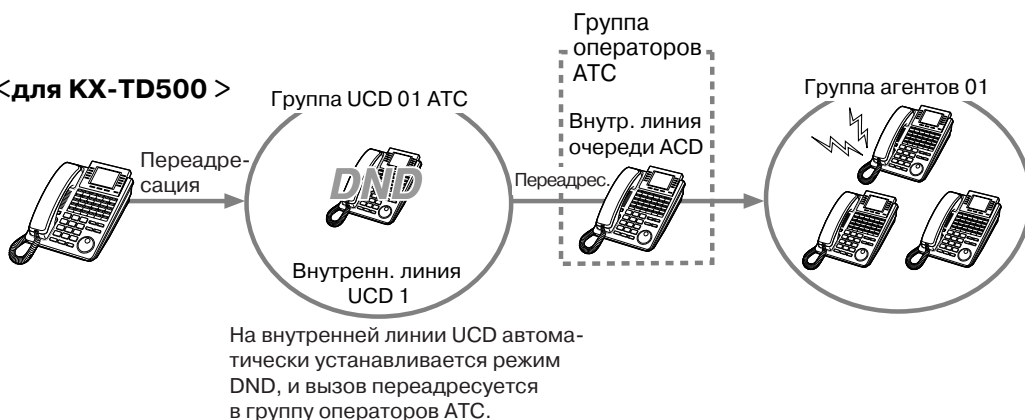 <для KX-TD500 >
Переадре-
сация
Группа UCD 01 АТС
DND
Внутренн. линия
UCD 1
На внутренней линии UCD автома-
тически устанавливается режим
DND, и вызов переадресуется
в группу операторов АТС.
Переадрес.
Группа
операторов
АТС
Внутр. линия
очереди ACD
Группа агентов 01